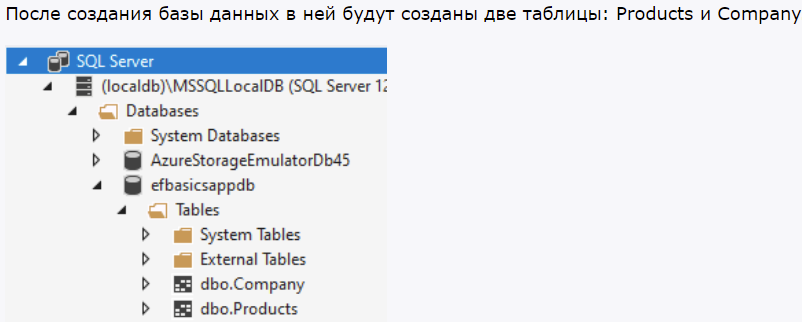 После создания базы данных в ней будут созданы две таблицы: Products и Company
SQL Server
(localdb)\MSSQLLocalDB (SQL Server 12
Databases
System Databases
AzureStorageEmulatorDb45
efbasicsappdb
Tables
System Tables
External Tables
dbo.Company
dbo.Products